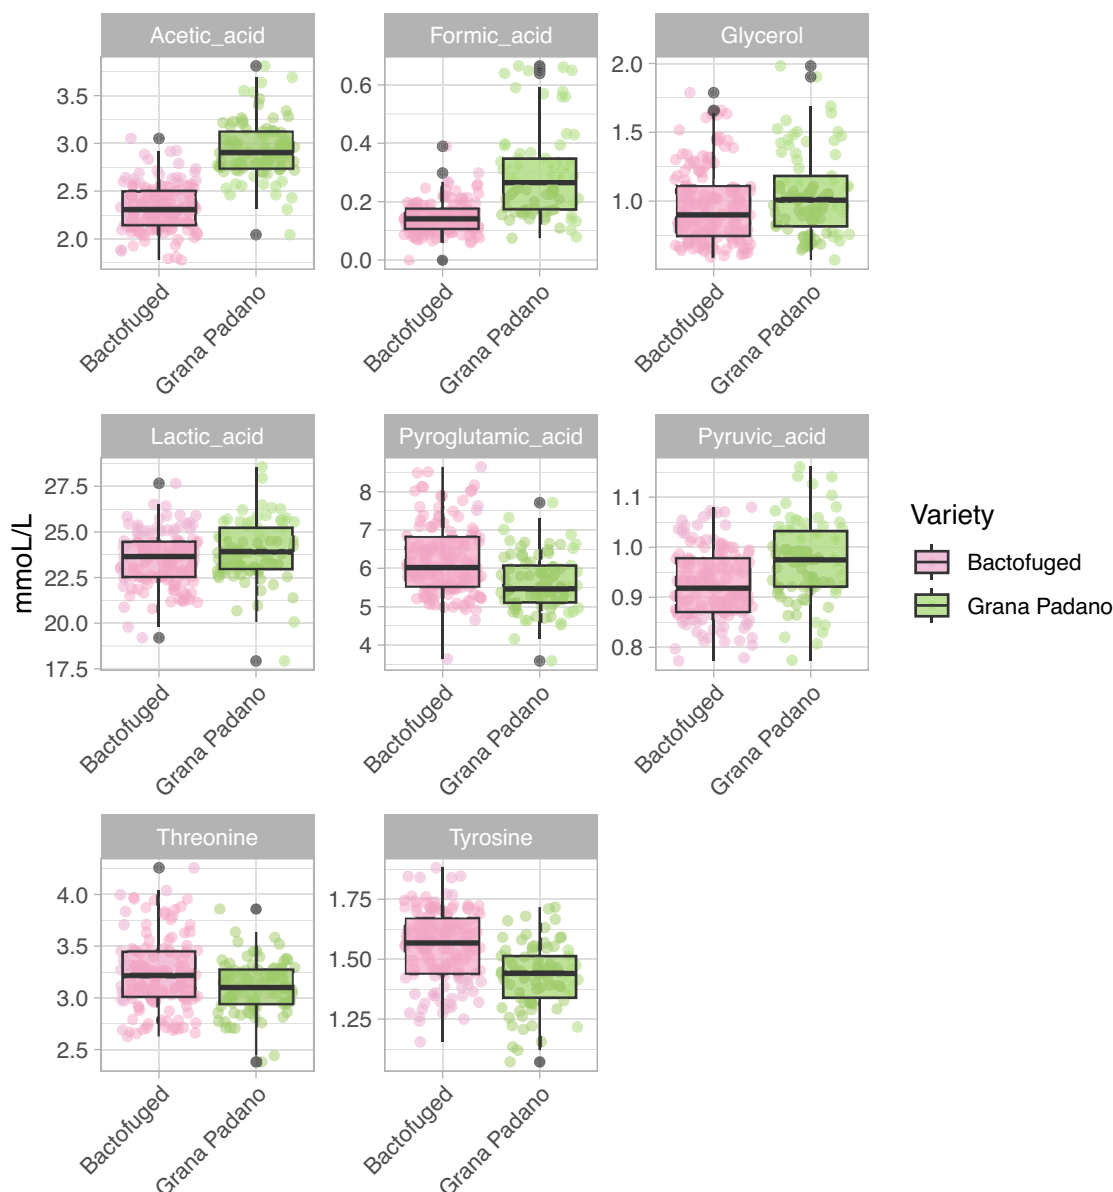 Acetic_acid Formic_acid Glycerol
3.5
3.0
2.5
2.0
0.6
0.4
0.2
0.0
2.0
1.5
1.0
Bactofuged
Grana Padano
Bactofuged
Grana Padano
Bactofuged
Grana Padano
mmoL/L
Lactic_acid Pyroglutamic_acid Pyruvic_acid
27.5
25.0
22.5
20.0
17.5
8
7
6
5
4
1.1
1.0
0.9
0.8
Bactofuged
Grana Padano
Bactofuged
Grana Padano
Bactofuged
Grana Padano
Threonine Tyrosine
4.0
3.5
3.0
2.5
1.75
1.50
1.25
Bactofuged
Grana Padano
Bactofuged
Grana Padano
Variety
Bactofuged
Grana Padano